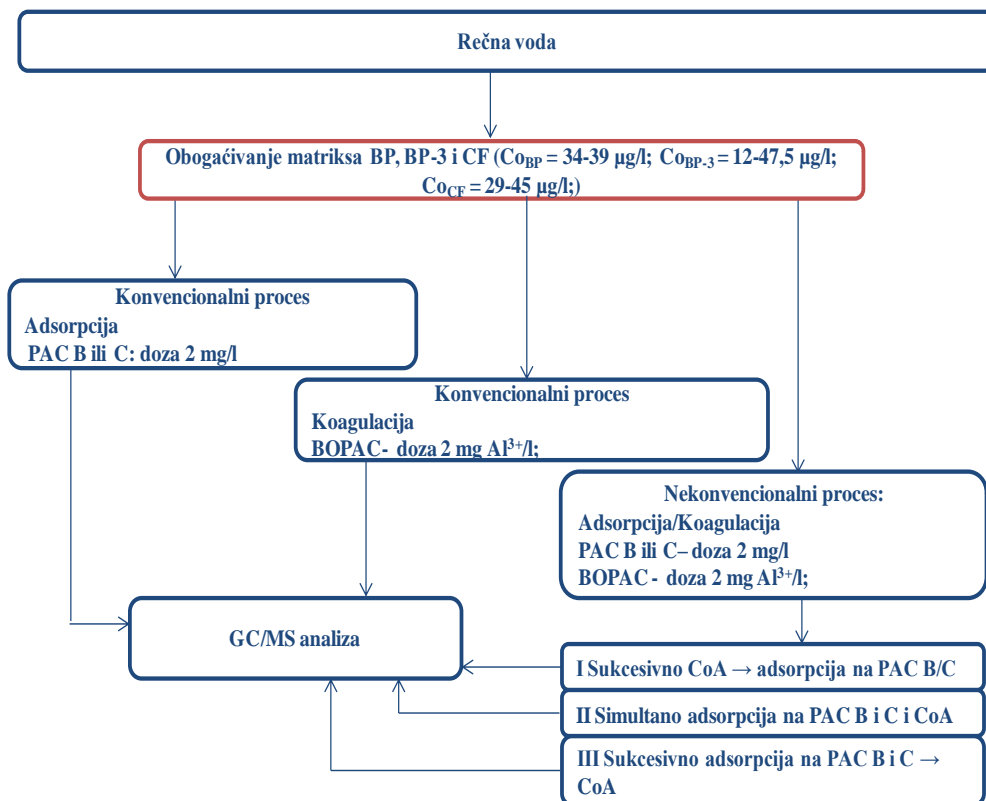 Rečna voda
Obogaćivanje matriksa BP, BP-3 i CF (Co_BP = 34-39 µg/l; Co_BP-3 = 12-47,5 µg/l;
Co_CF = 29-45 µg/l;)
Konvencionalni proces
Adsorpcija
PAC B ili C: doza 2 mg/l
Konvencionalni proces
Koagulacija
BOPAC- doza 2 mg Al³⁺/l;
Nekonvencionalni proces:
Adsorpcija/Koagulacija
PAC B ili C– doza 2 mg/l
BOPAC - doza 2 mg Al³⁺/l;
GC/MS analiza
I Sukcesivno CoA → adsorpcija na PAC B/C
II Simultano adsorpcija na PAC B i C i CoA
III Sukcesivno adsorpcija na PAC B i C →
CoA